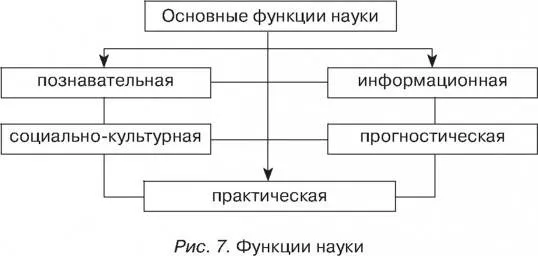 Основные функции науки
познавательная
информационная
социально-культурная
прогностическая
практическая
Рис. 7. Функции науки